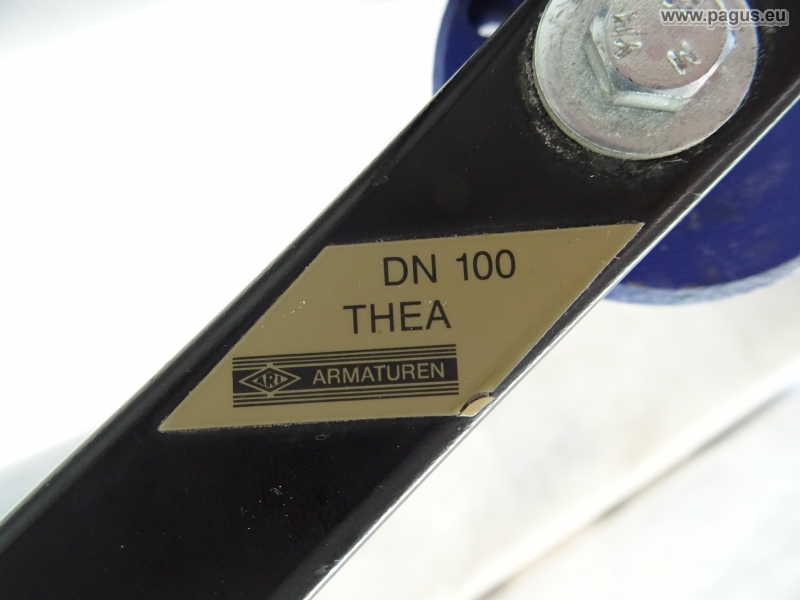 www.pagus.eu
DN 100
THEA
ARI ARMATUREN